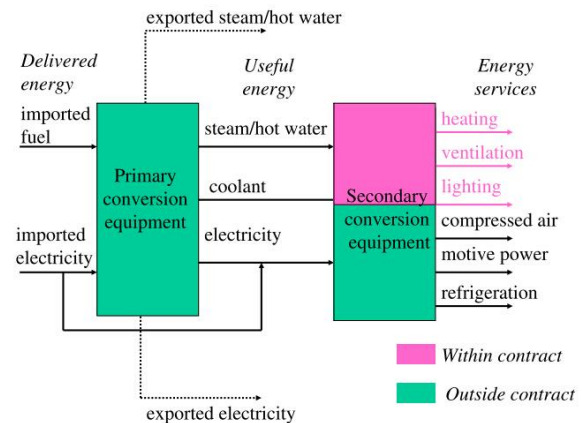 exported steam/hot water
Delivered
energy
Useful
energy
Energy
services
imported
fuel
steam/hot water
heating
ventilation
Primary
conversion
equipment
coolant
lighting
Secondary
conversion
equipment
compressed air
imported
electricity
electricity
motive power
refrigeration
Within contract
Outside contract
exported electricity